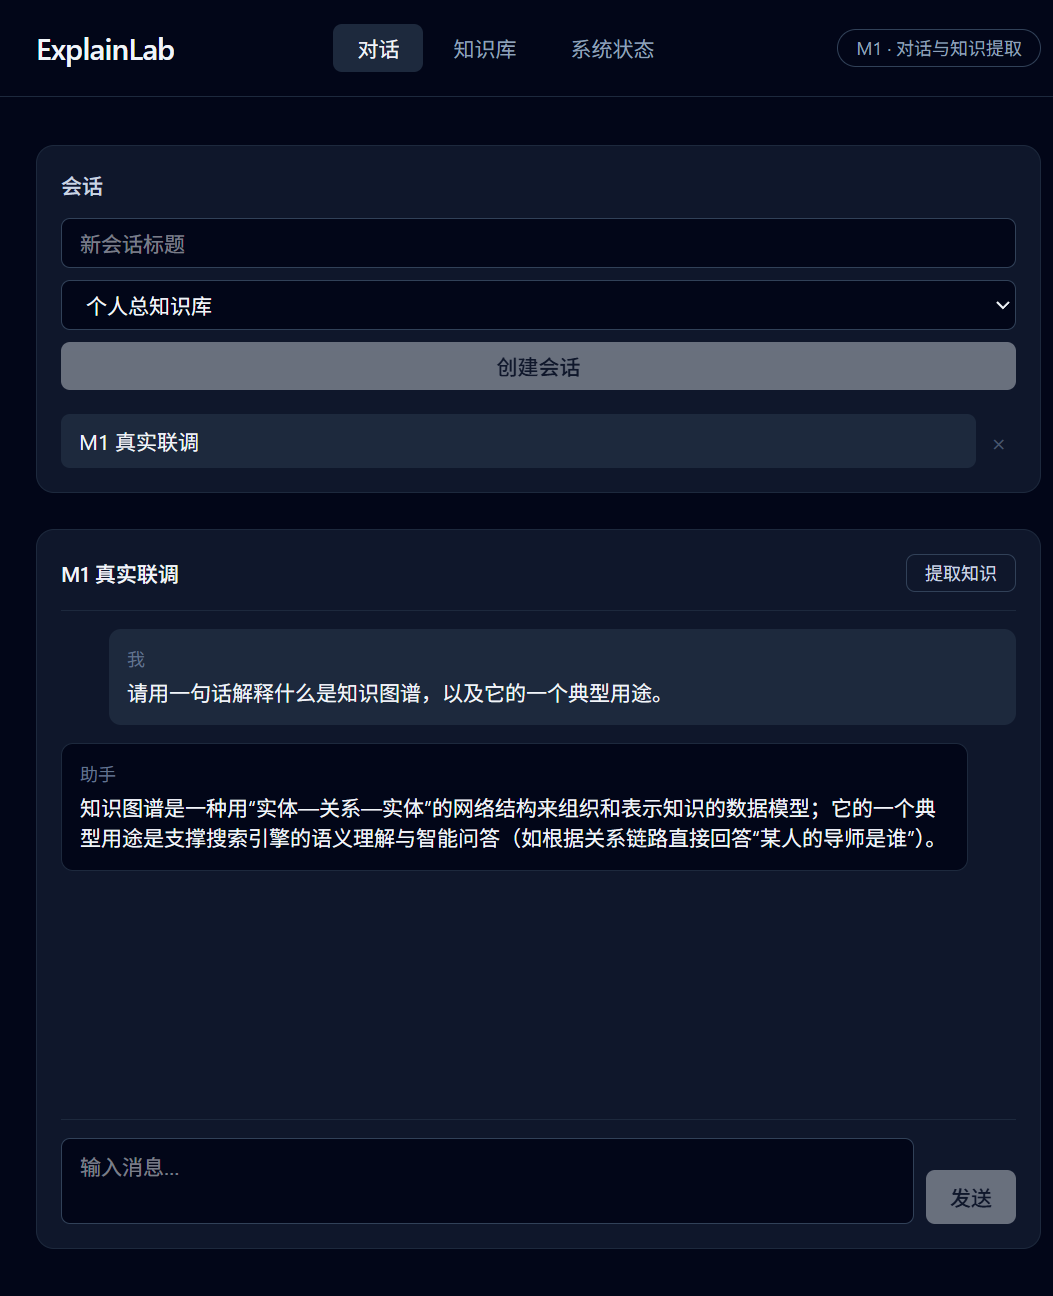 ExplainLab
对话
知识库
系统状态
M1 · 对话与知识提取
会话
新会话标题
个人总知识库
创建会话
M1 真实联调
×
M1 真实联调
提取知识
我
请用一句话解释什么是知识图谱，以及它的一个典型用途。
助手
知识图谱是一种用“实体—关系—实体”的网络结构来组织和表示知识的数据模型；它的一个典
型用途是支撑搜索引擎的语义理解与智能问答（如根据关系链路直接回答“某人的导师是谁”）。
输入消息...
发送